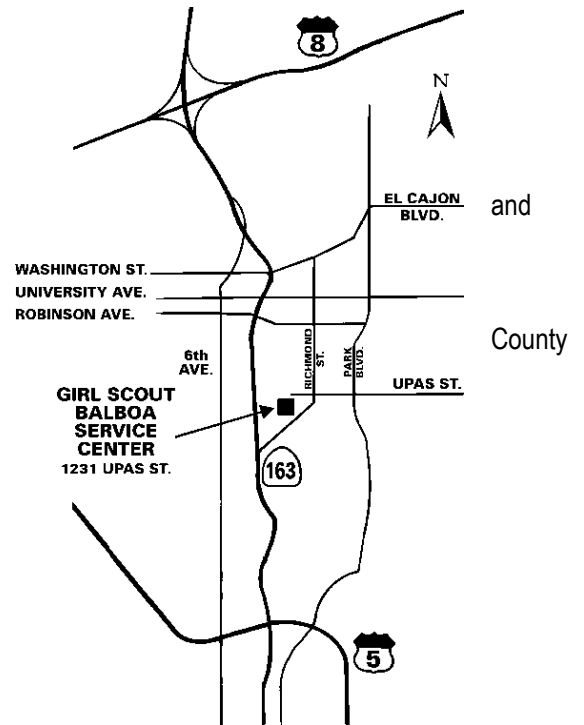 8
N
EL CAJON
BLVD.
and
WASHINGTON ST.
UNIVERSITY AVE.
ROBINSON AVE.
County
6th
AVE.
RICHMOND
ST.
PARK
BLVD.
UPAS ST.
GIRL SCOUT
BALBOA
SERVICE
CENTER
1231 UPAS ST.
163
5